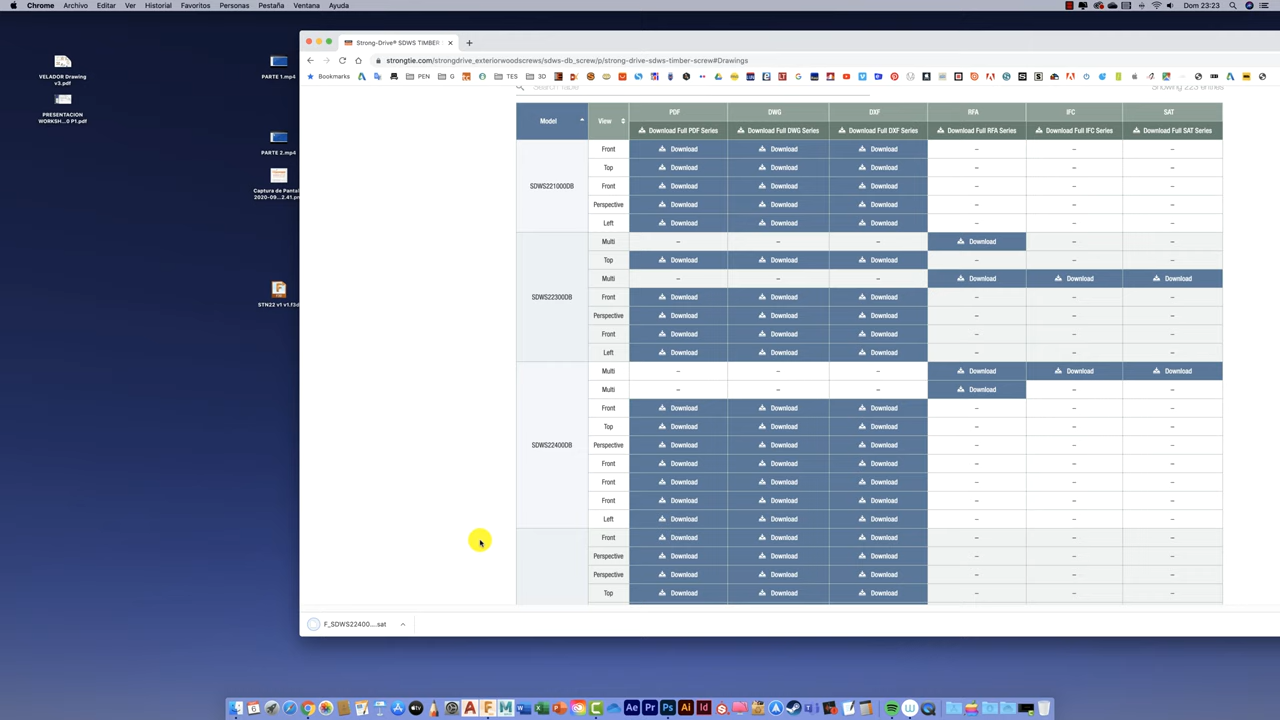 Chrome Archivo Editar Ver Historial Favoritos Personas Pestaña Ventana Ayuda Dom 23:23
Strong-Drive® SDWS TIMBER
strongtie.com/strongdrive_exteriorwoodscrews/sdws-db_screw/p/strong-drive-sdws-timber-screw#Drawings
Bookmarks PEN G TES 3D
VELADOR Drawing
v3.pdf
PRESENTACION
WORKSH...0 P1.pdf
PARTE 1.mp4
PARTE 2.mp4
Captura de Pantal
2020-09...2.41.pn
STN22 v1 v1.f3d
Search Table Showing 223 entries
Model View PDF DWG DXF RFA IFC SAT
Download Full PDF Series Download Full DWG Series Download Full DXF Series Download Full RFA Series Download Full IFC Series Download Full SAT Series
SDWS221000DB
Front Download Download Download – – –
Top Download Download Download – – –
Front Download Download Download – – –
Perspective Download Download Download – – –
Left Download Download Download – – –
SDWS22300DB
Multi – – – Download – –
Top Download Download Download – – –
Multi – – – Download Download Download
Front Download Download Download – – –
Perspective Download Download Download – – –
Front Download Download Download – – –
Left Download Download Download – – –
SDWS22400DB
Multi – – – Download Download Download
Multi – – – Download – –
Front Download Download Download – – –
Top Download Download Download – – –
Perspective Download Download Download – – –
Front Download Download Download – – –
Front Download Download Download – – –
Front Download Download Download – – –
Left Download Download Download – – –
Front Download Download Download – – –
Perspective Download Download Download – – –
Perspective Download Download Download – – –
Top Download Download Download – – –
F_SDWS22400....sat